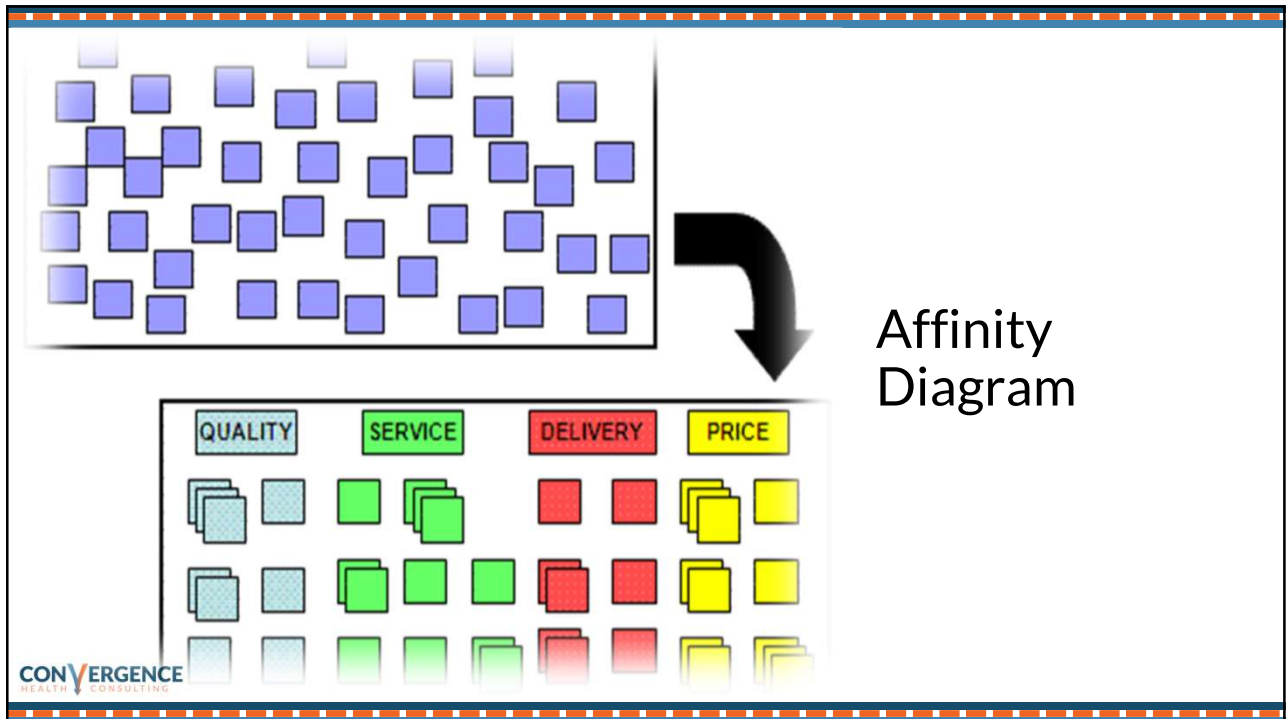 QUALITY SERVICE DELIVERY PRICE
Affinity
Diagram
CONVERGENCE
HEALTH CONSULTING